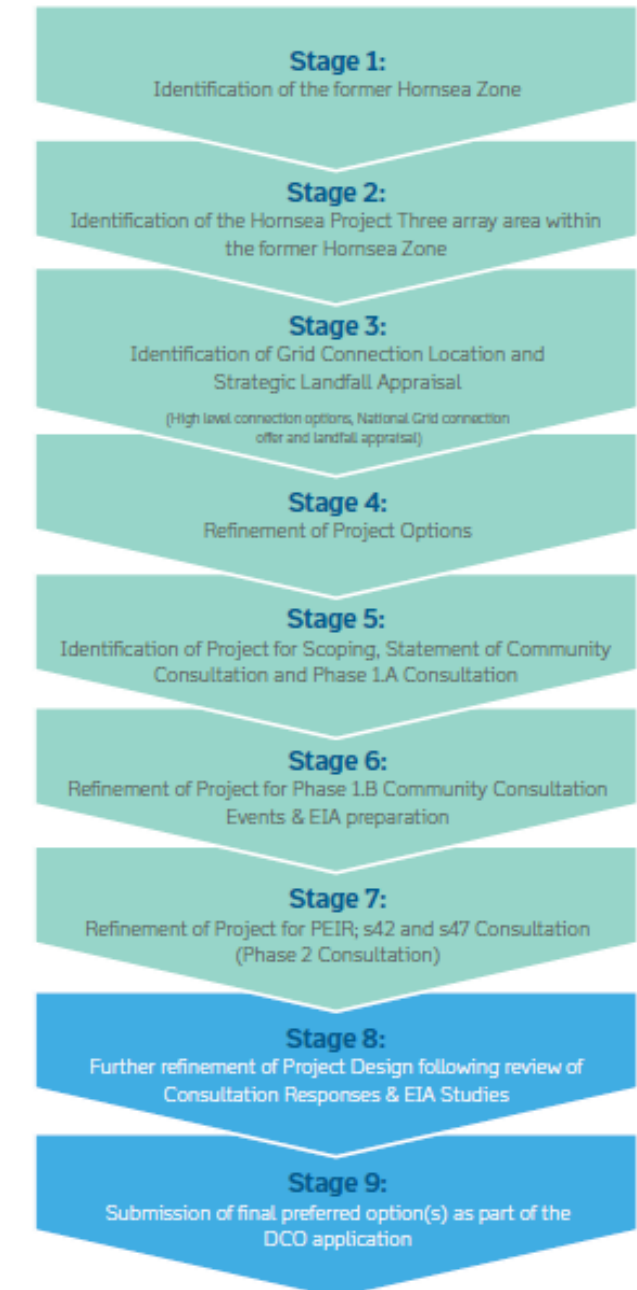 Stage 1:
Identification of the former Hornsea Zone
Stage 2:
Identification of the Hornsea Project Three array area within
the former Hornsea Zone
Stage 3:
Identification of Grid Connection Location and
Strategic Landfall Appraisal
(High level connection options, National Grid connection
offer and landfall appraisal)
Stage 4:
Refinement of Project Options
Stage 5:
Identification of Project for Scoping, Statement of Community
Consultation and Phase 1.A Consultation
Stage 6:
Refinement of Project for Phase 1.B Community Consultation
Events & EIA preparation
Stage 7:
Refinement of Project for PEIR; s42 and s47 Consultation
(Phase 2 Consultation)
Stage 8:
Further refinement of Project Design following review of
Consultation Responses & EIA Studies
Stage 9:
Submission of final preferred option(s) as part of the
DCO application